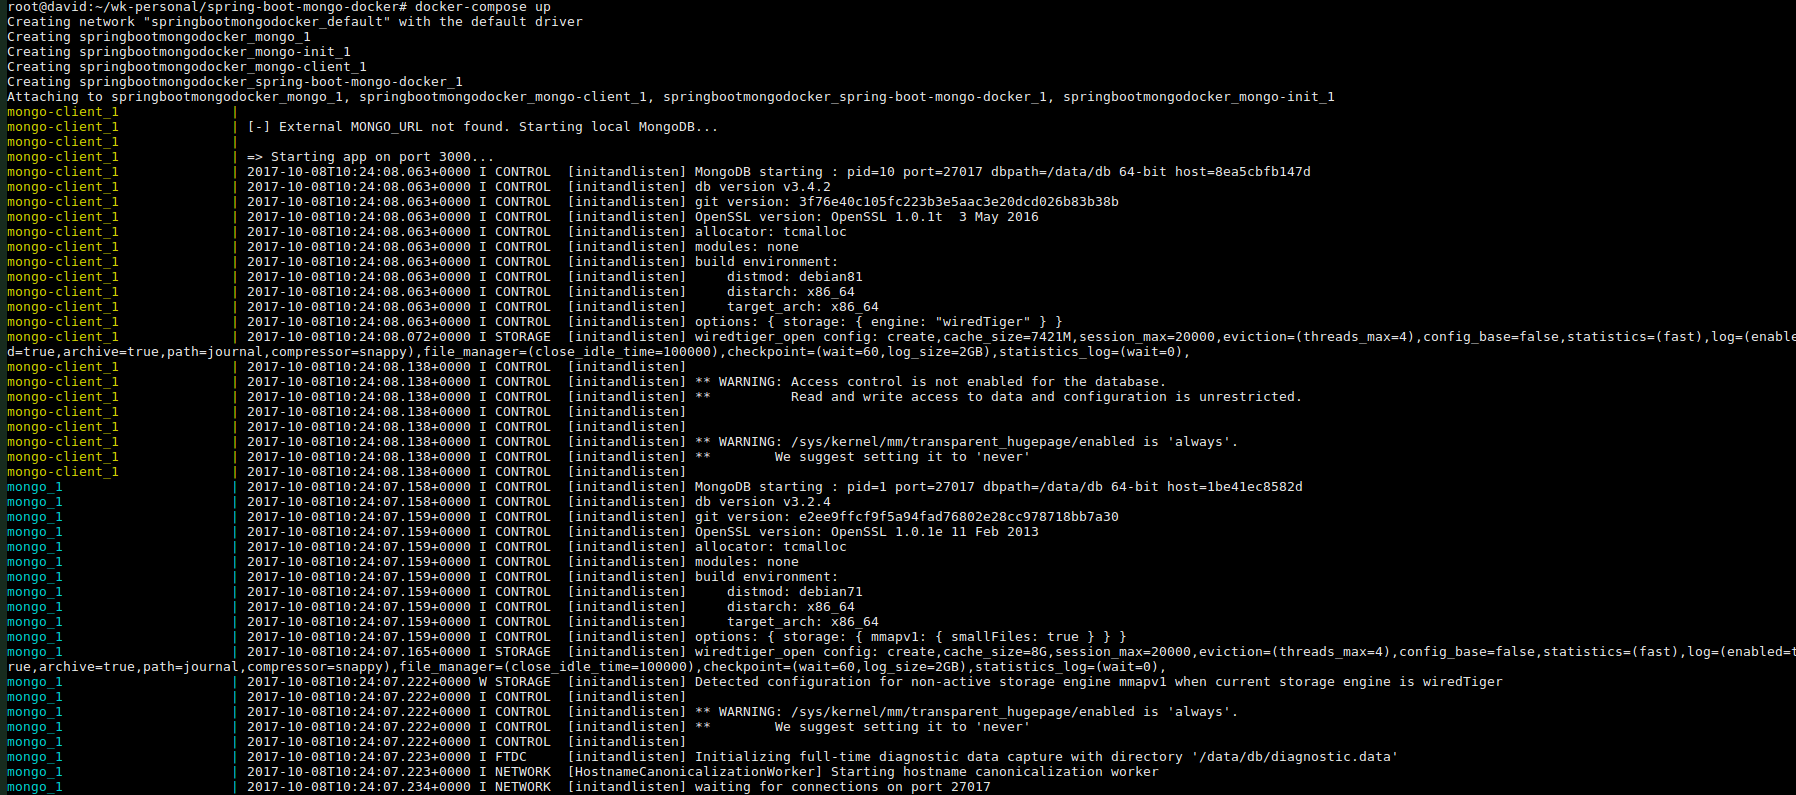 root@david:~/wk-personal/spring-boot-mongo-docker# docker-compose up
Creating network "springbootmongodocker_default" with the default driver
Creating springbootmongodocker_mongo_1
Creating springbootmongodocker_mongo-init_1
Creating springbootmongodocker_mongo-client_1
Creating springbootmongodocker_spring-boot-mongo-docker_1
Attaching to springbootmongodocker_mongo_1, springbootmongodocker_mongo-client_1, springbootmongodocker_spring-boot-mongo-docker_1, springbootmongodocker_mongo-init_1
mongo-client_1 |
mongo-client_1 | [-] External MONGO_URL not found. Starting local MongoDB...
mongo-client_1 |
mongo-client_1 | => Starting app on port 3000...
mongo-client_1 | 2017-10-08T10:24:08.063+0000 I CONTROL [initandlisten] MongoDB starting : pid=10 port=27017 dbpath=/data/db 64-bit host=8ea5cbfb147d
mongo-client_1 | 2017-10-08T10:24:08.063+0000 I CONTROL [initandlisten] db version v3.4.2
mongo-client_1 | 2017-10-08T10:24:08.063+0000 I CONTROL [initandlisten] git version: 3f76e40c105fc223b3e5aac3e20dcd026b83b38b
mongo-client_1 | 2017-10-08T10:24:08.063+0000 I CONTROL [initandlisten] OpenSSL version: OpenSSL 1.0.1t 3 May 2016
mongo-client_1 | 2017-10-08T10:24:08.063+0000 I CONTROL [initandlisten] allocator: tcmalloc
mongo-client_1 | 2017-10-08T10:24:08.063+0000 I CONTROL [initandlisten] modules: none
mongo-client_1 | 2017-10-08T10:24:08.063+0000 I CONTROL [initandlisten] build environment:
mongo-client_1 | 2017-10-08T10:24:08.063+0000 I CONTROL [initandlisten] distmod: debian81
mongo-client_1 | 2017-10-08T10:24:08.063+0000 I CONTROL [initandlisten] distarch: x86_64
mongo-client_1 | 2017-10-08T10:24:08.063+0000 I CONTROL [initandlisten] target_arch: x86_64
mongo-client_1 | 2017-10-08T10:24:08.063+0000 I CONTROL [initandlisten] options: { storage: { engine: "wiredTiger" } }
mongo-client_1 | 2017-10-08T10:24:08.072+0000 I STORAGE [initandlisten] wiredtiger_open config: create,cache_size=7421M,session_max=20000,eviction=(threads_max=4),config_base=false,statistics=(fast),log=(enable
d=true,archive=true,path=journal,compressor=snappy),file_manager=(close_idle_time=100000),checkpoint=(wait=60,log_size=2GB),statistics_log=(wait=0),
mongo-client_1 | 2017-10-08T10:24:08.138+0000 I CONTROL [initandlisten]
mongo-client_1 | 2017-10-08T10:24:08.138+0000 I CONTROL [initandlisten] ** WARNING: Access control is not enabled for the database.
mongo-client_1 | 2017-10-08T10:24:08.138+0000 I CONTROL [initandlisten] ** Read and write access to data and configuration is unrestricted.
mongo-client_1 | 2017-10-08T10:24:08.138+0000 I CONTROL [initandlisten]
mongo-client_1 | 2017-10-08T10:24:08.138+0000 I CONTROL [initandlisten]
mongo-client_1 | 2017-10-08T10:24:08.138+0000 I CONTROL [initandlisten] ** WARNING: /sys/kernel/mm/transparent_hugepage/enabled is 'always'.
mongo-client_1 | 2017-10-08T10:24:08.138+0000 I CONTROL [initandlisten] ** We suggest setting it to 'never'
mongo-client_1 | 2017-10-08T10:24:08.138+0000 I CONTROL [initandlisten]
mongo_1 | 2017-10-08T10:24:07.158+0000 I CONTROL [initandlisten] MongoDB starting : pid=1 port=27017 dbpath=/data/db 64-bit host=1be41ec8582d
mongo_1 | 2017-10-08T10:24:07.158+0000 I CONTROL [initandlisten] db version v3.2.4
mongo_1 | 2017-10-08T10:24:07.159+0000 I CONTROL [initandlisten] git version: e2ee9ffcf9f5a94fad76802e28cc978718bb7a30
mongo_1 | 2017-10-08T10:24:07.159+0000 I CONTROL [initandlisten] OpenSSL version: OpenSSL 1.0.1e 11 Feb 2013
mongo_1 | 2017-10-08T10:24:07.159+0000 I CONTROL [initandlisten] allocator: tcmalloc
mongo_1 | 2017-10-08T10:24:07.159+0000 I CONTROL [initandlisten] modules: none
mongo_1 | 2017-10-08T10:24:07.159+0000 I CONTROL [initandlisten] build environment:
mongo_1 | 2017-10-08T10:24:07.159+0000 I CONTROL [initandlisten] distmod: debian71
mongo_1 | 2017-10-08T10:24:07.159+0000 I CONTROL [initandlisten] distarch: x86_64
mongo_1 | 2017-10-08T10:24:07.159+0000 I CONTROL [initandlisten] target_arch: x86_64
mongo_1 | 2017-10-08T10:24:07.159+0000 I CONTROL [initandlisten] options: { storage: { mmapv1: { smallFiles: true } } }
mongo_1 | 2017-10-08T10:24:07.165+0000 I STORAGE [initandlisten] wiredtiger_open config: create,cache_size=8G,session_max=20000,eviction=(threads_max=4),config_base=false,statistics=(fast),log=(enabled=t
rue,archive=true,path=journal,compressor=snappy),file_manager=(close_idle_time=100000),checkpoint=(wait=60,log_size=2GB),statistics_log=(wait=0),
mongo_1 | 2017-10-08T10:24:07.222+0000 W STORAGE [initandlisten] Detected configuration for non-active storage engine mmapv1 when current storage engine is wiredTiger
mongo_1 | 2017-10-08T10:24:07.222+0000 I CONTROL [initandlisten]
mongo_1 | 2017-10-08T10:24:07.222+0000 I CONTROL [initandlisten] ** WARNING: /sys/kernel/mm/transparent_hugepage/enabled is 'always'.
mongo_1 | 2017-10-08T10:24:07.222+0000 I CONTROL [initandlisten] ** We suggest setting it to 'never'
mongo_1 | 2017-10-08T10:24:07.222+0000 I CONTROL [initandlisten]
mongo_1 | 2017-10-08T10:24:07.223+0000 I FTDC [initandlisten] Initializing full-time diagnostic data capture with directory '/data/db/diagnostic.data'
mongo_1 | 2017-10-08T10:24:07.223+0000 I NETWORK [HostnameCanonicalizationWorker] Starting hostname canonicalization worker
mongo_1 | 2017-10-08T10:24:07.234+0000 I NETWORK [initandlisten] waiting for connections on port 27017